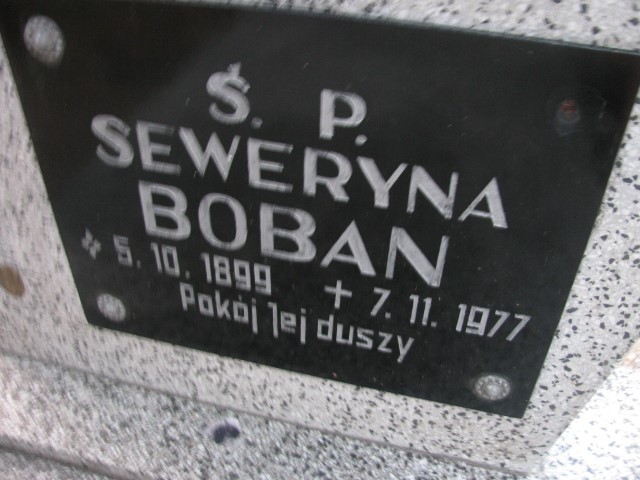 Ś. P.
SEWERYNA
BOBAN
* 5. 10. 1899 + 7. 11. 1977
Pokój Jej duszy